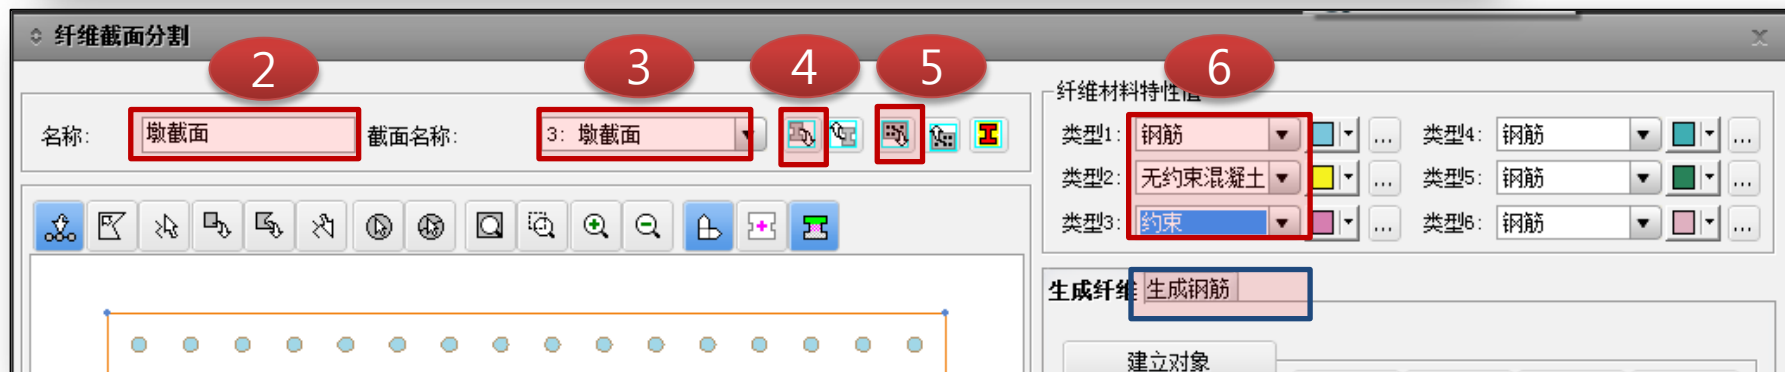 纤维截面分割
2 3 4 5 6
纤维材料特性值
名称: 墩截面 截面名称: 3: 墩截面
类型1: 钢筋 ... 类型4: 钢筋 ...
类型2: 无约束混凝土 ... 类型5: 钢筋 ...
类型3: 约束 ... 类型6: 钢筋 ...
生成纤维 生成钢筋
建立对象